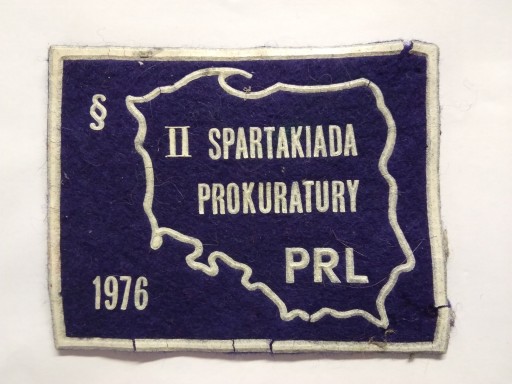 §
II SPARTAKIADA
PROKURATURY
PRL
1976